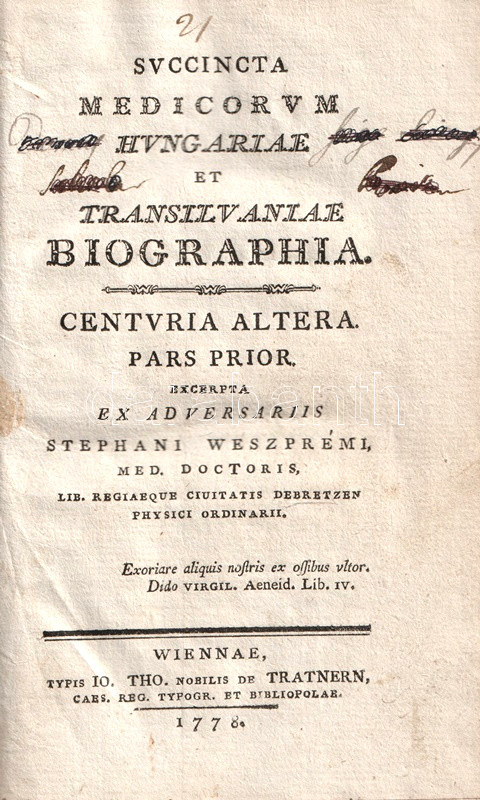 21
SVCCINCTA
MEDICORVM
HVNGARIAE
ET
TRANSILVANIAE
BIOGRAPHIA.
CENTVRIA ALTERA.
PARS PRIOR.
EXCERPTA
EX ADVERSARIIS
STEPHANI WESZPRÉMI,
MED. DOCTORIS,
LIB. REGIAEQUE CIUITATIS DEBRETZEN
PHYSICI ORDINARII.
Exoriare aliquis noſtris ex oſſibus vltor.
Dido VIRGIL. Aeneid. Lib. IV.
WIENNAE,
TYPIS IO. THO. NOBILIS DE TRATNERN,
CAES. REG. TYPOGR. ET BIBLIOPOLAE.
1778.